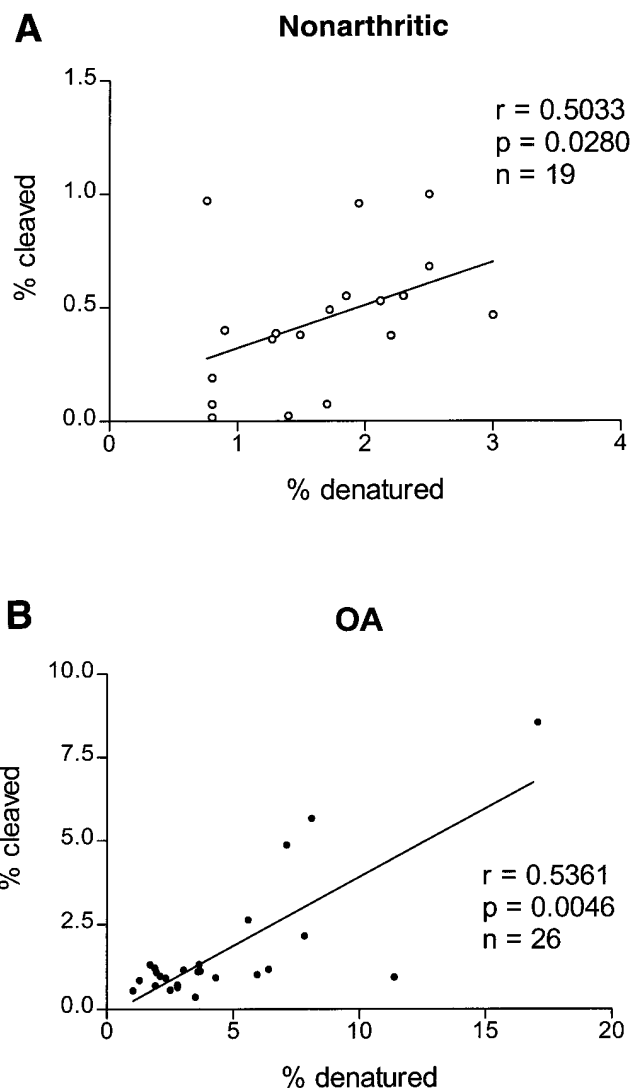 A
Nonarthritic
1.5
r = 0.5033
p = 0.0280
n = 19
1.0
% cleaved
0.5
0.0
0 1 2 3 4
% denatured
B
OA
10.0
7.5
% cleaved
5.0
r = 0.5361
p = 0.0046
n = 26
2.5
0.0
0 5 10 15 20
% denatured